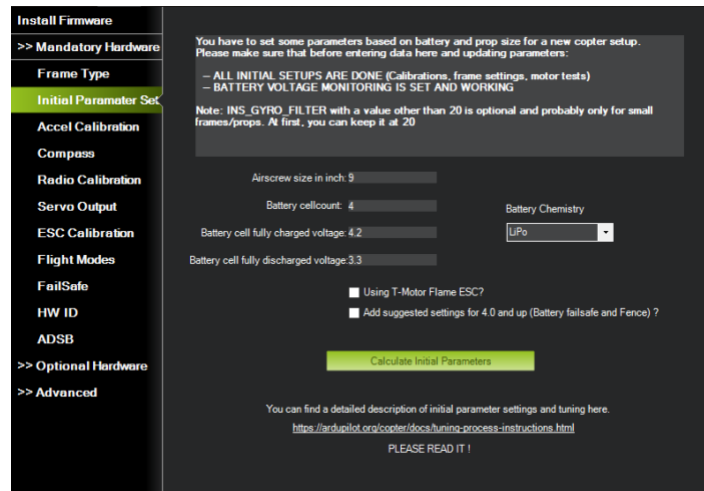 Install Firmware
>> Mandatory Hardware
Frame Type
Initial Parameter Set
Accel Calibration
Compass
Radio Calibration
Servo Output
ESC Calibration
Flight Modes
FailSafe
HW ID
ADSB
>> Optional Hardware
>> Advanced
You have to set some parameters based on battery and prop size for a new copter setup.
Please make sure that before entering data here and updating parameters:
– ALL INITIAL SETUPS ARE DONE (Calibrations, frame settings, motor tests)
– BATTERY VOLTAGE MONITORING IS SET AND WORKING
Note: INS_GYRO_FILTER with a value other than 20 is optional and probably only for small
frames/props. At first, you can keep it at 20
Airscrew size in inch: 9
Battery cellcount: 4
Battery cell fully charged voltage: 4.2
Battery cell fully discharged voltage: 3.3
Battery Chemistry
LiPo
Using T-Motor Flame ESC?
Add suggested settings for 4.0 and up (Battery failsafe and Fence) ?
Calculate Initial Parameters
You can find a detailed description of initial parameter settings and tuning here.
https://ardupilot.org/copter/docs/tuning-process-instructions.html
PLEASE READ IT !